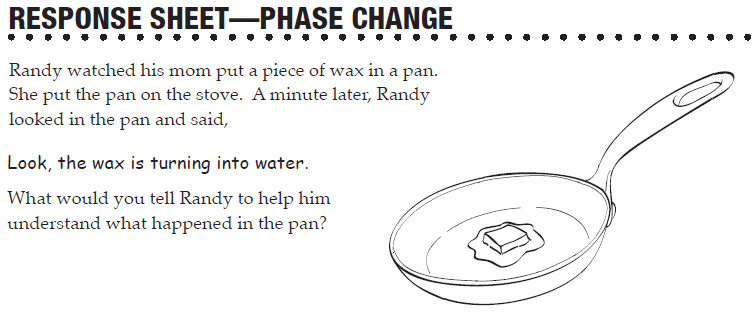 RESPONSE SHEET—PHASE CHANGE
Randy watched his mom put a piece of wax in a pan.
She put the pan on the stove.  A minute later, Randy
looked in the pan and said,
Look, the wax is turning into water.
What would you tell Randy to help him
understand what happened in the pan?